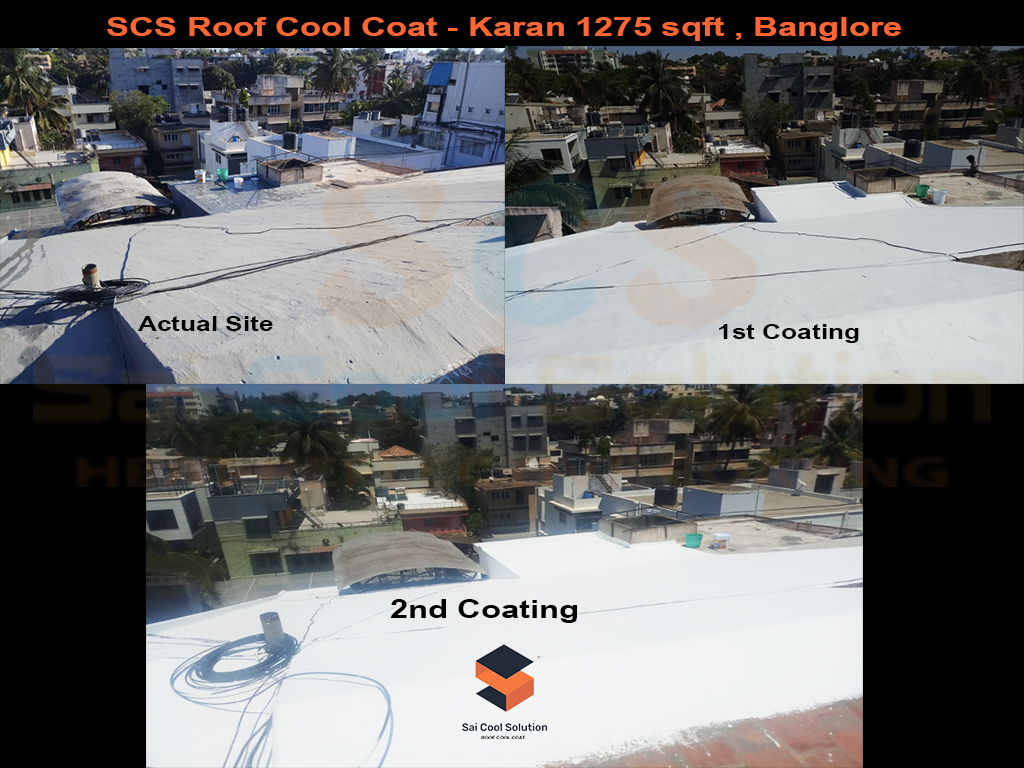 SCS Roof Cool Coat - Karan 1275 sqft , Banglore
Actual Site
1st Coating
2nd Coating
Sai Cool Solution
ROOF COOL COAT
SCS